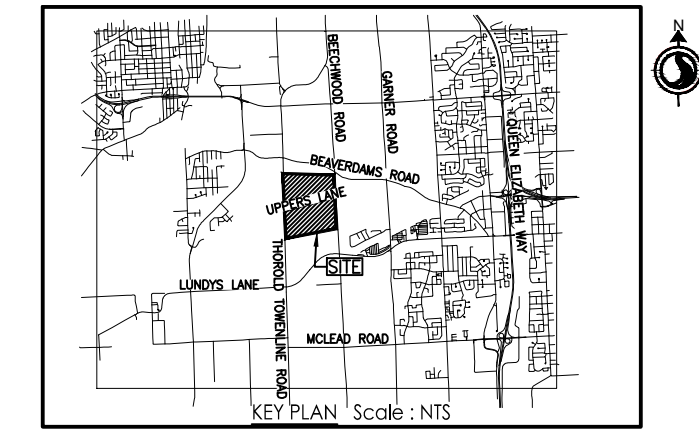 N
BEECHWOOD ROAD
GARNER ROAD
QUEEN ELIZABETH WAY
BEAVERDAMS ROAD
UPPERS LANE
THOROLD TOWENLINE ROAD
SITE
LUNDYS LANE
MCLEAD ROAD
KEY PLAN Scale : NTS